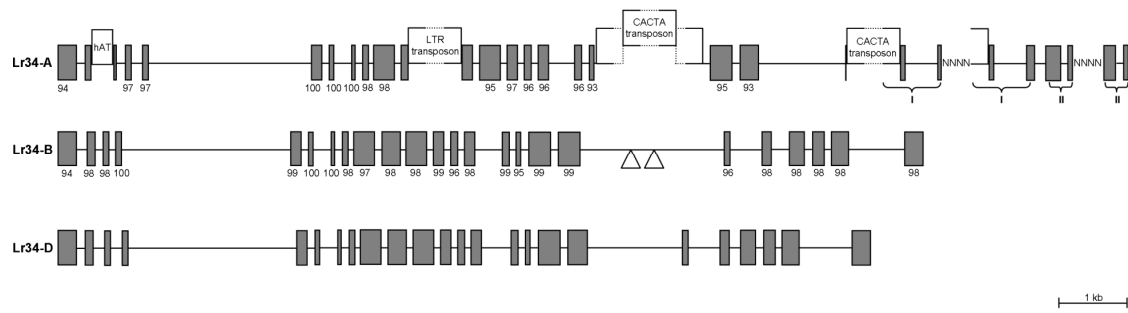 CACTA transposon
hAT
LTR transposon
CACTA transposon
Lr34-A
NNNN
NNNN
94 97 97 100 100 100 98 98 95 97 96 96 96 93 95 93
I I II II
Lr34-B
94 98 98 100 99 100 100 98 97 98 98 99 96 98 99 95 99 99 96 98 98 98 98 98
Lr34-D
1 kb